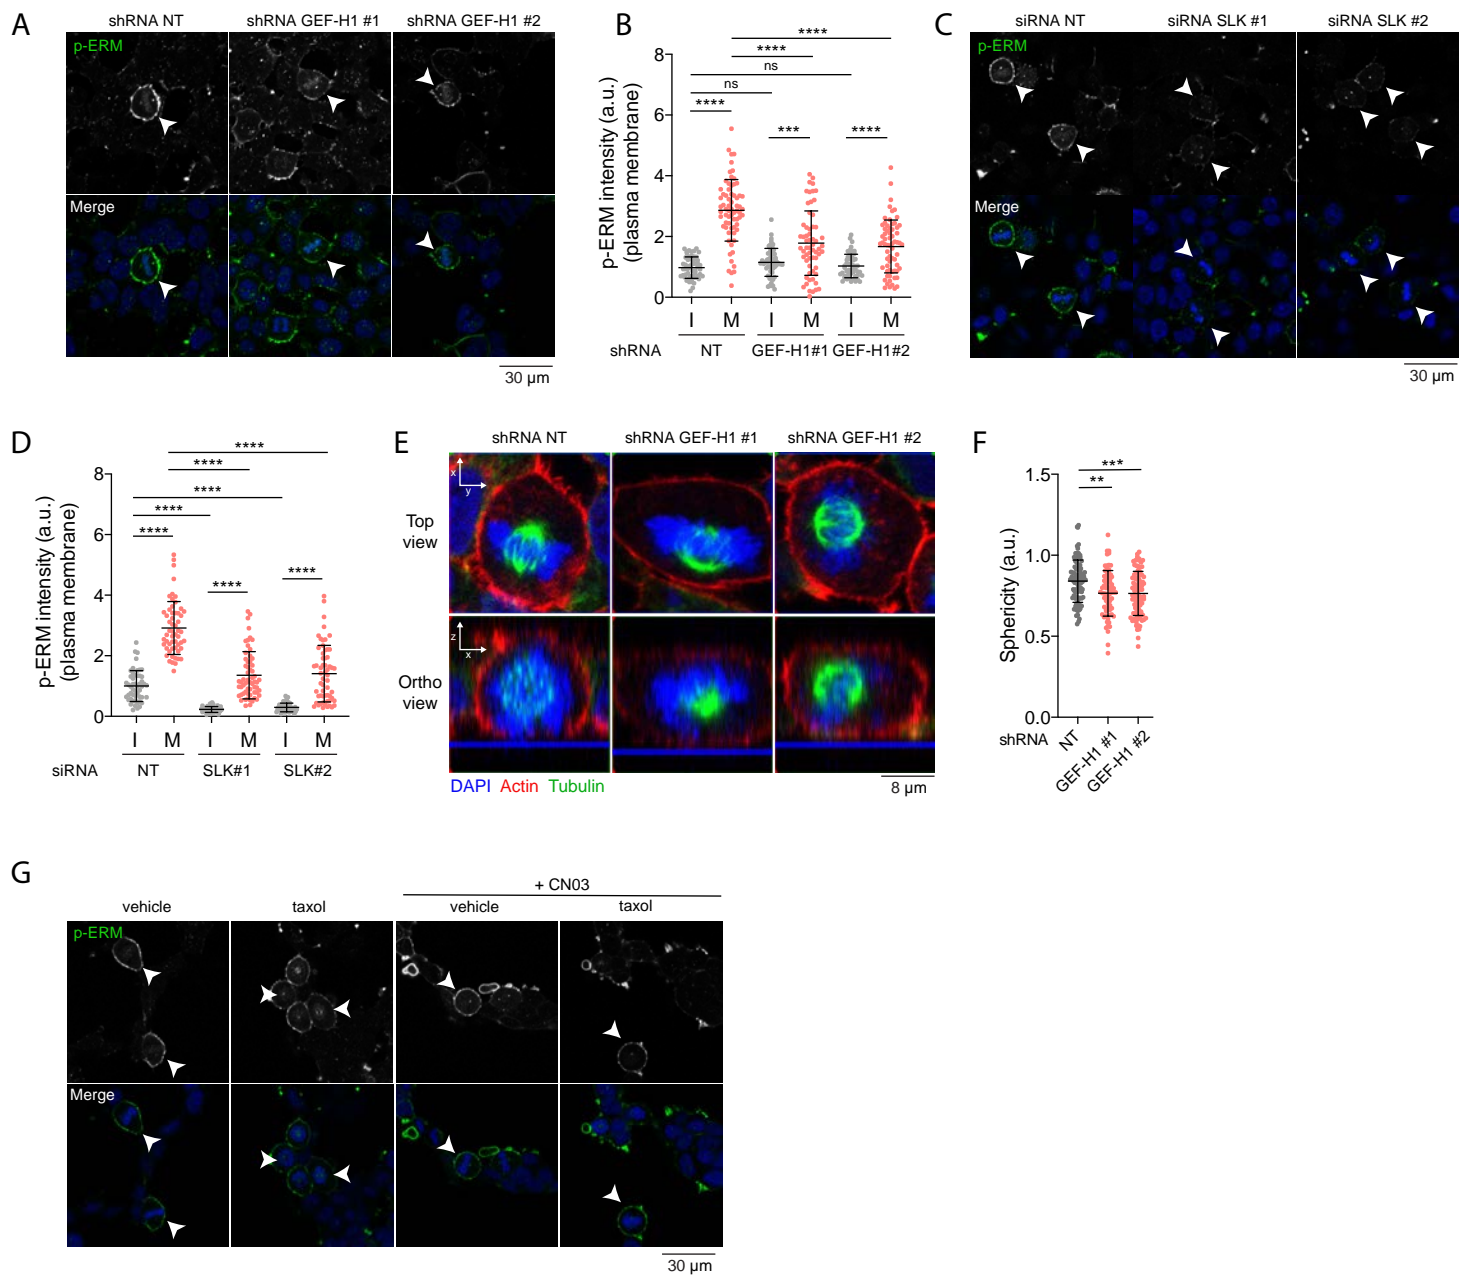 A
shRNA NT
shRNA GEF-H1 #1
shRNA GEF-H1 #2
p-ERM
Merge
30 µm
B
p-ERM intensity (a.u.)
(plasma membrane)
8
6
4
2
0
****
****
ns
ns
****
***
****
I M I M I M
shRNA NT GEF-H1#1 GEF-H1#2
C
siRNA NT
siRNA SLK #1
siRNA SLK #2
p-ERM
Merge
30 µm
D
p-ERM intensity (a.u.)
(plasma membrane)
8
6
4
2
0
****
****
****
****
****
****
****
I M I M I M
siRNA NT SLK#1 SLK#2
E
shRNA NT
shRNA GEF-H1 #1
shRNA GEF-H1 #2
Top
view
x
y
Ortho
view
z
x
DAPI Actin Tubulin
8 µm
F
Sphericity (a.u.)
1.5
1.0
0.5
0.0
***
**
shRNA
NT
GEF-H1 #1
GEF-H1 #2
G
+ CN03
vehicle
taxol
vehicle
taxol
p-ERM
Merge
30 µm